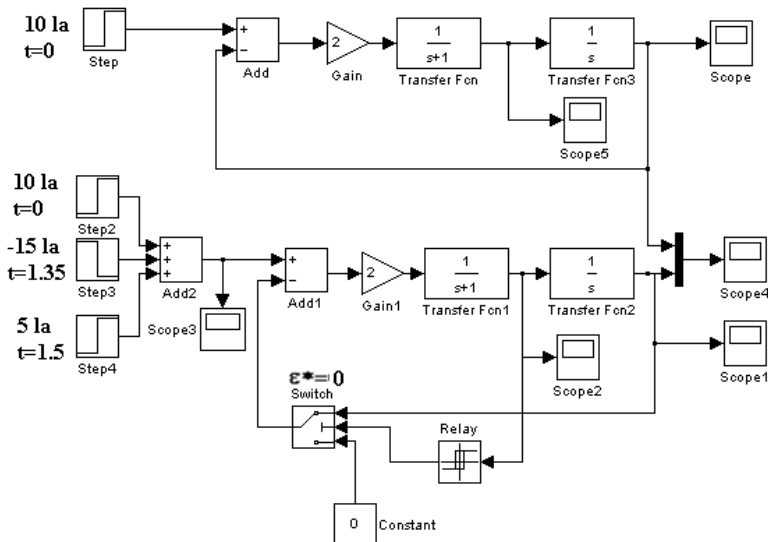 10 la
t=0
Step
+
−
Add
2
Gain
1
s+1
Transfer Fcn
1
s
Transfer Fcn3
Scope
Scope5
10 la
t=0
Step2
-15 la
t=1.35
Step3
5 la
t=1.5
Step4
+
+
+
Add2
Scope3
+
−
Add1
2
Gain1
1
s+1
Transfer Fcn1
1
s
Transfer Fcn2
Scope4
Scope1
Scope2
ε*=0
Switch
Relay
0
Constant